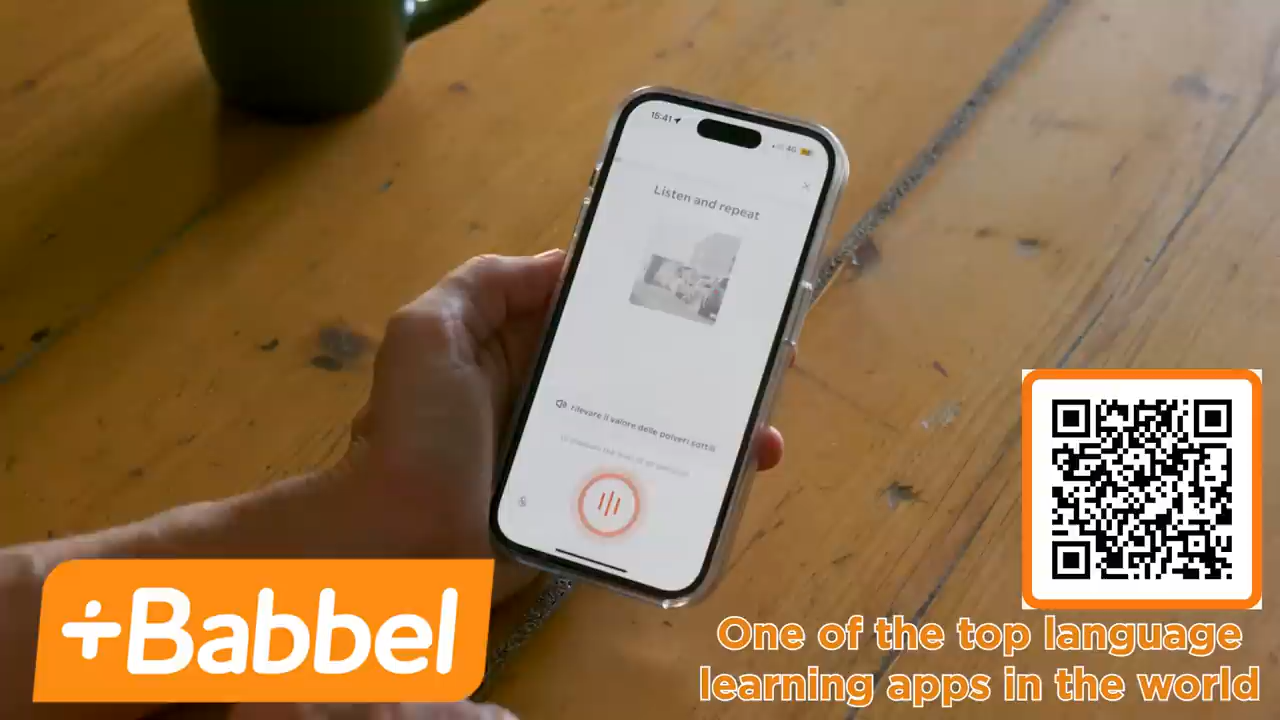 15:41
4G
Listen and repeat
rilevare il valore delle polveri sottili
+Babbel
One of the top language
learning apps in the world